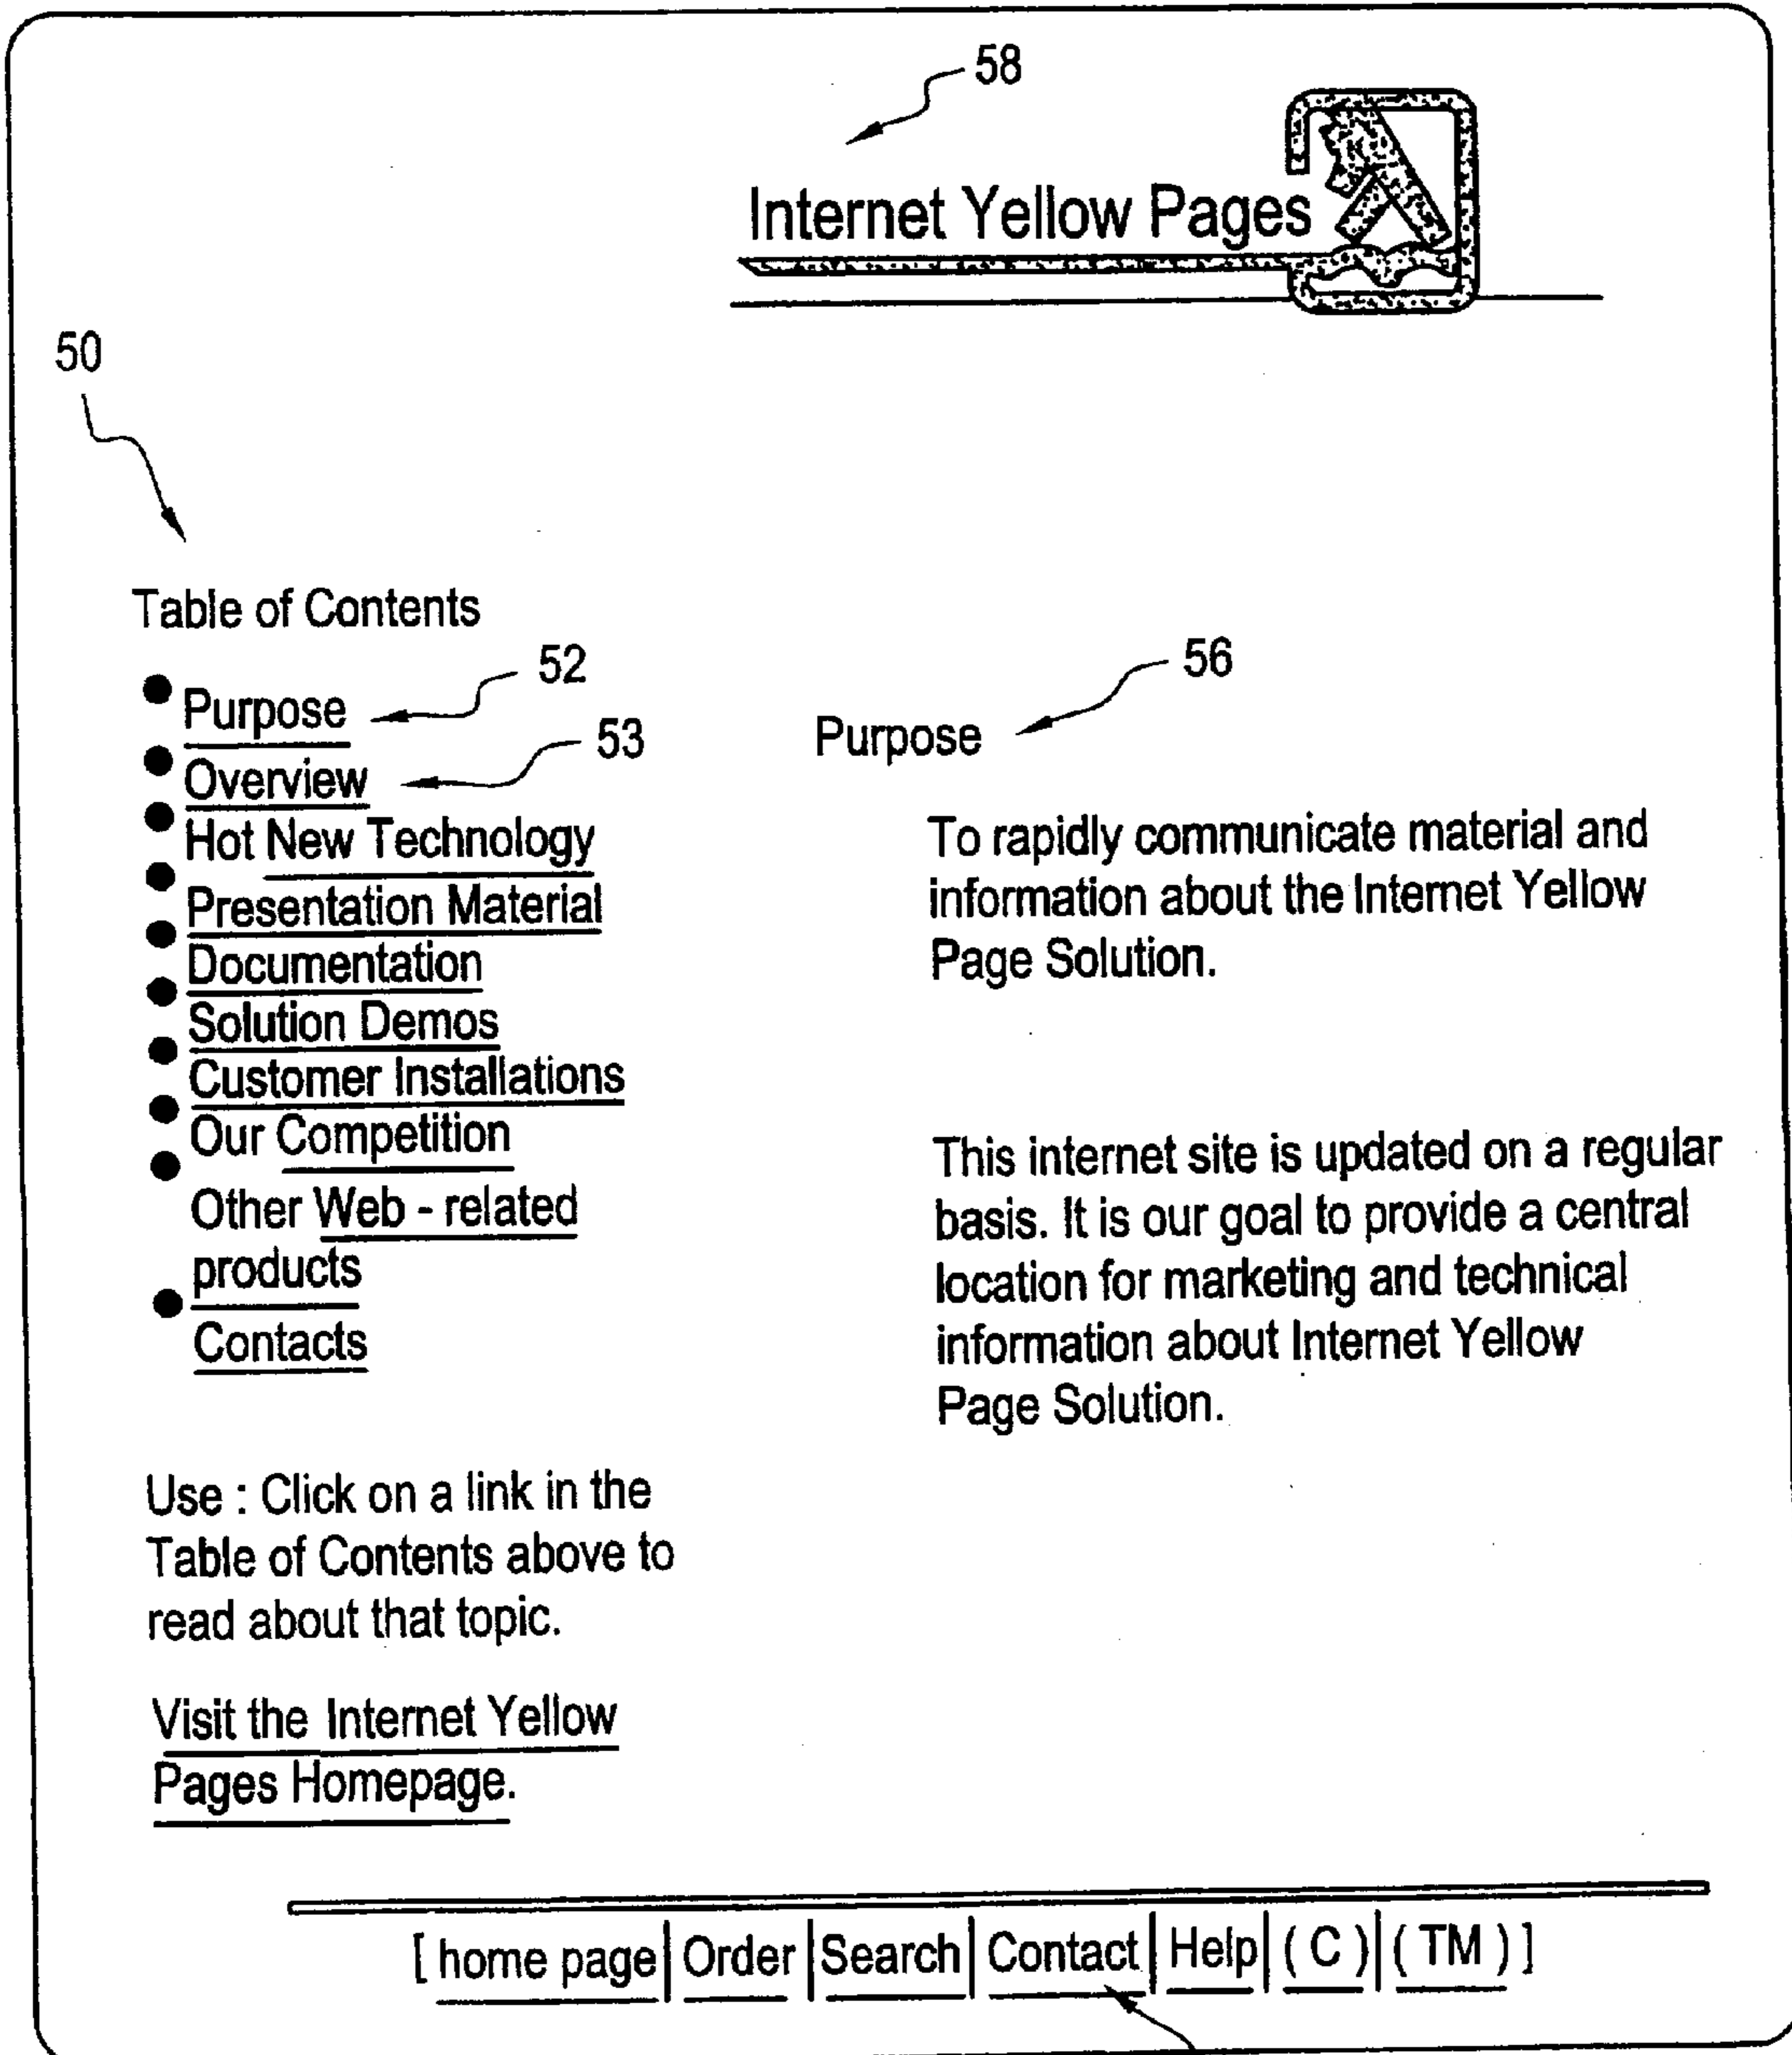 58
Internet Yellow Pages
50
Table of Contents
52
Purpose
53
Overview
Hot New Technology
Presentation Material
Documentation
Solution Demos
Customer Installations
Our Competition
Other Web - related
products
Contacts
Use : Click on a link in the
Table of Contents above to
read about that topic.
Visit the Internet Yellow
Pages Homepage.
56
Purpose
To rapidly communicate material and
information about the Internet Yellow
Page Solution.
This internet site is updated on a regular
basis. It is our goal to provide a central
location for marketing and technical
information about Internet Yellow
Page Solution.
[ home page| Order |Search| Contact| Help| ( C )| ( TM ) ]